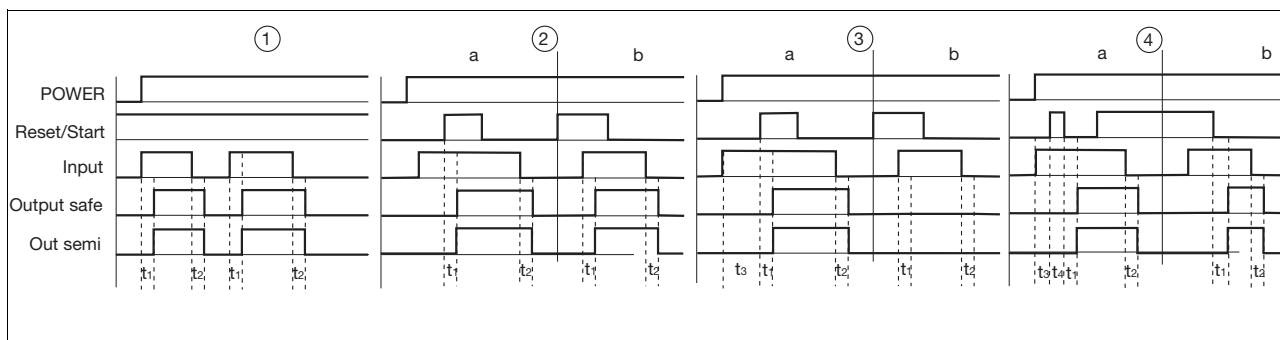 1
2
3
4
a
b
a
b
a
b
POWER
Reset/Start
Input
Output safe
Out semi
t1
t2
t1
t2
t1
t2
t1
t2
t3
t1
t2
t1
t2
t3
t4
t1
t2
t1
t2